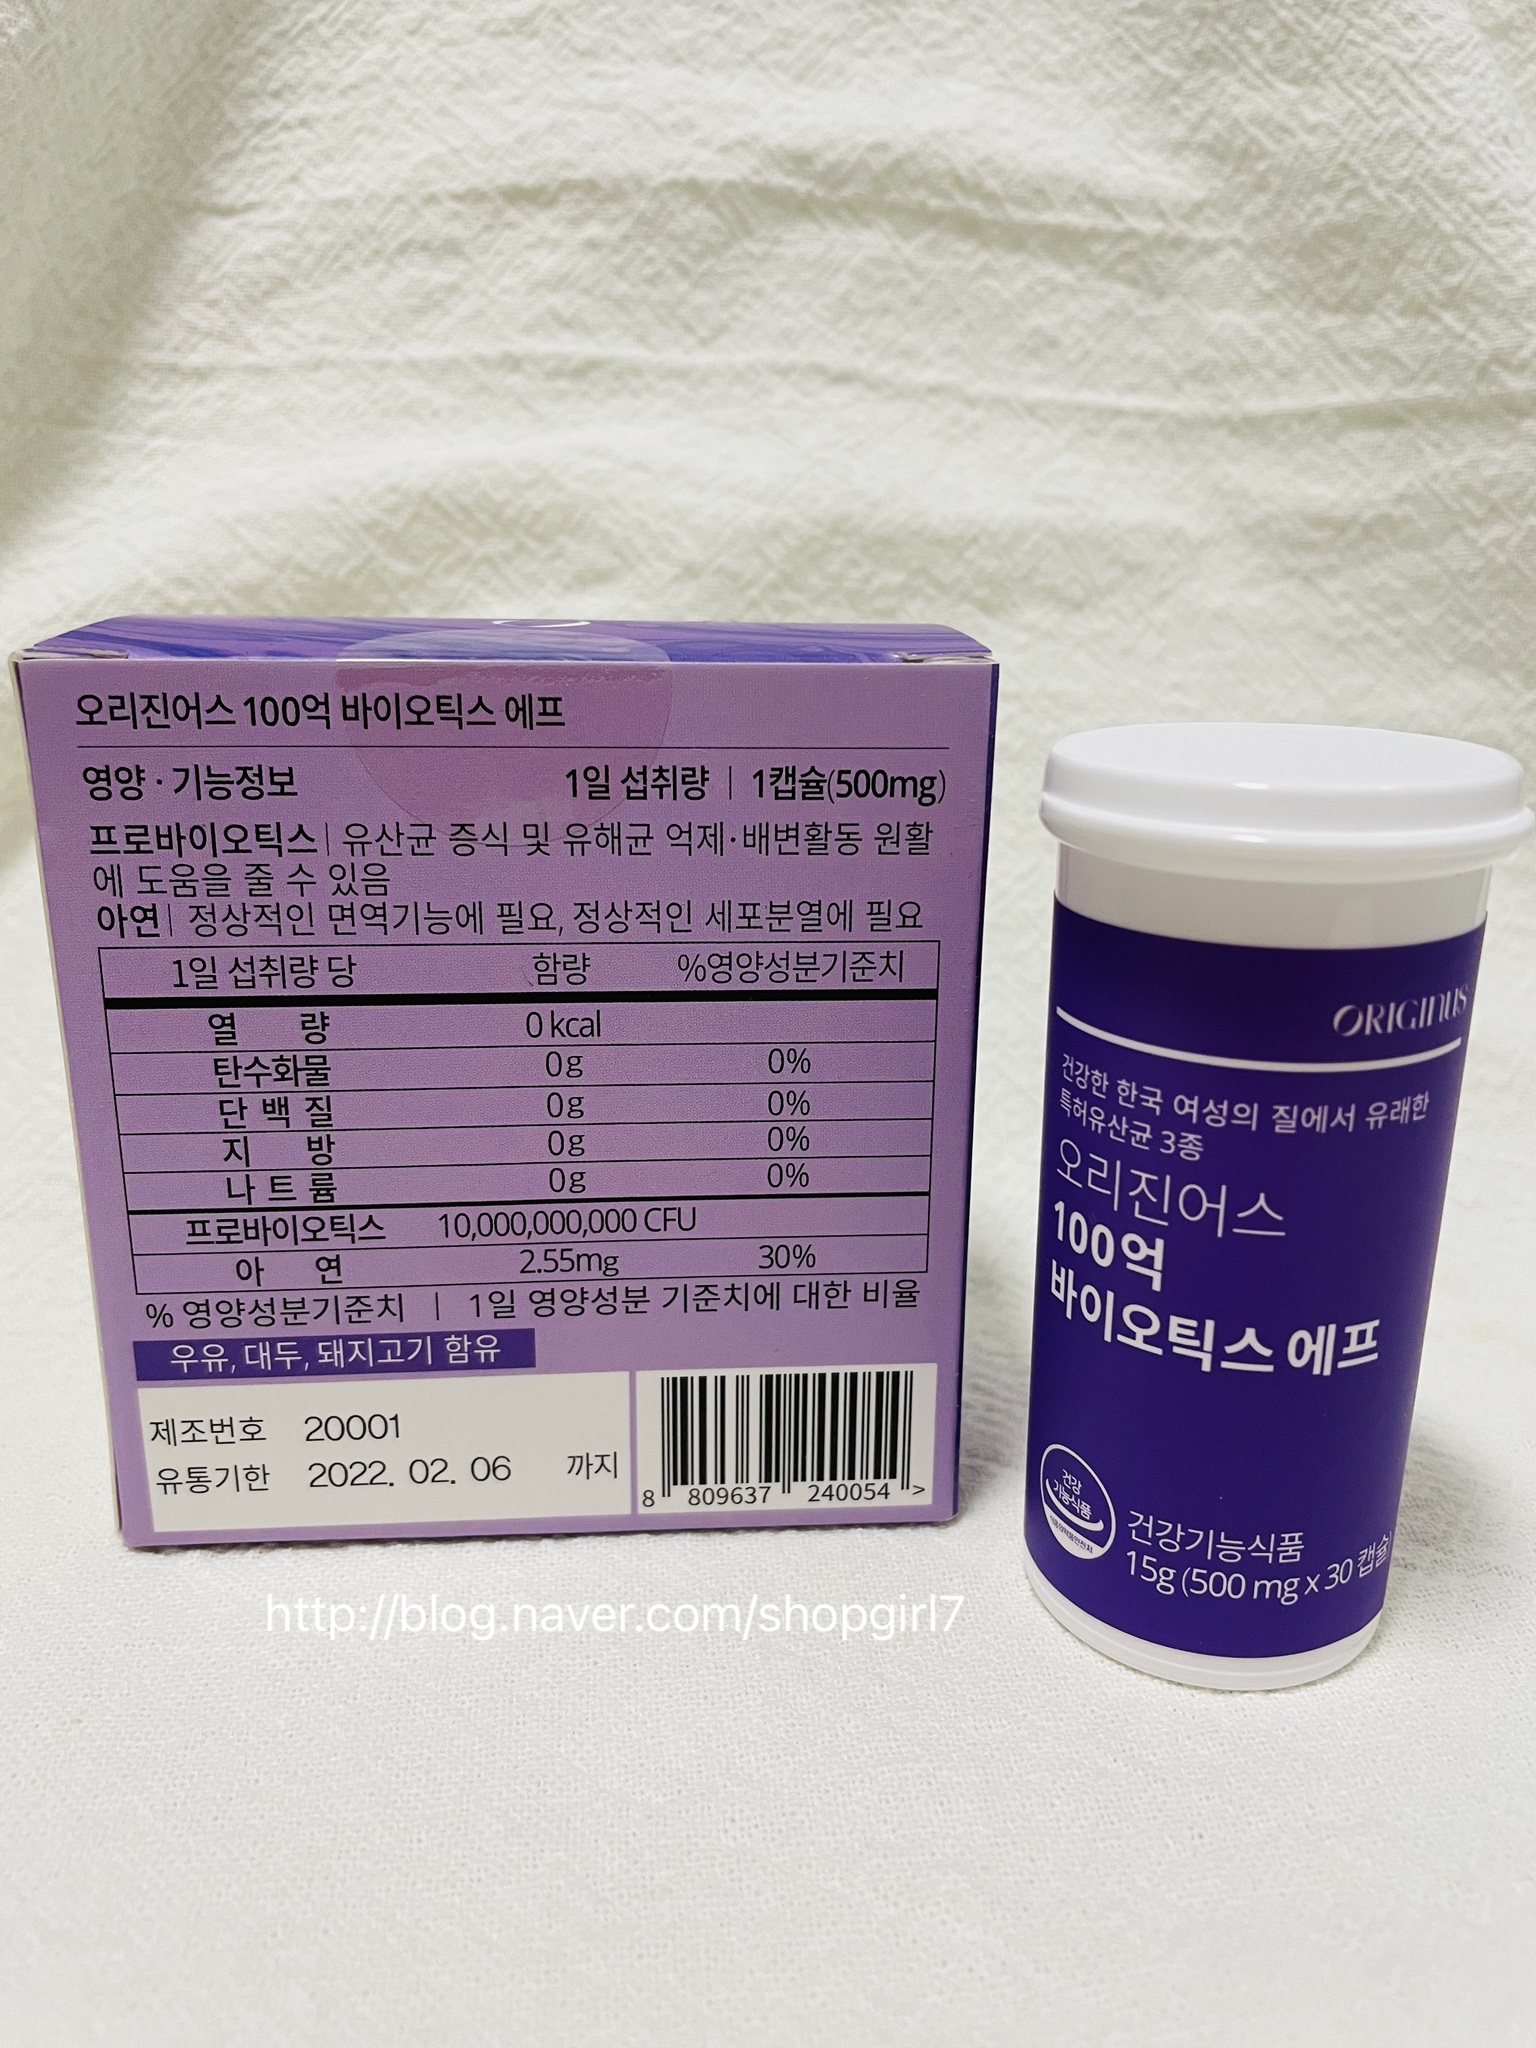 오리진어스 100억 바이오틱스 에프
영양 · 기능정보 1일 섭취량 | 1캡슐(500mg)
프로바이오틱스 | 유산균 증식 및 유해균 억제·배변활동 원활
에 도움을 줄 수 있음
아연 | 정상적인 면역기능에 필요, 정상적인 세포분열에 필요
1일 섭취량 당 함량 %영양성분기준치
열 량 0 kcal
탄수화물 0g 0%
단백질 0g 0%
지 방 0g 0%
나트륨 0g 0%
프로바이오틱스 10,000,000,000 CFU
아 연 2.55mg 30%
% 영양성분기준치 | 1일 영양성분 기준치에 대한 비율
우유, 대두, 돼지고기 함유
제조번호 20001
유통기한 2022. 02. 06 까지
8 809637 240054 >
ORIGINUS
건강한 한국 여성의 질에서 유래한
특허유산균 3종
오리진어스
100억
바이오틱스 에프
건강
기능식품
식품의약품안전처
건강기능식품
15g (500 mg x 30 캡슐)
http://blog.naver.com/shopgirl7